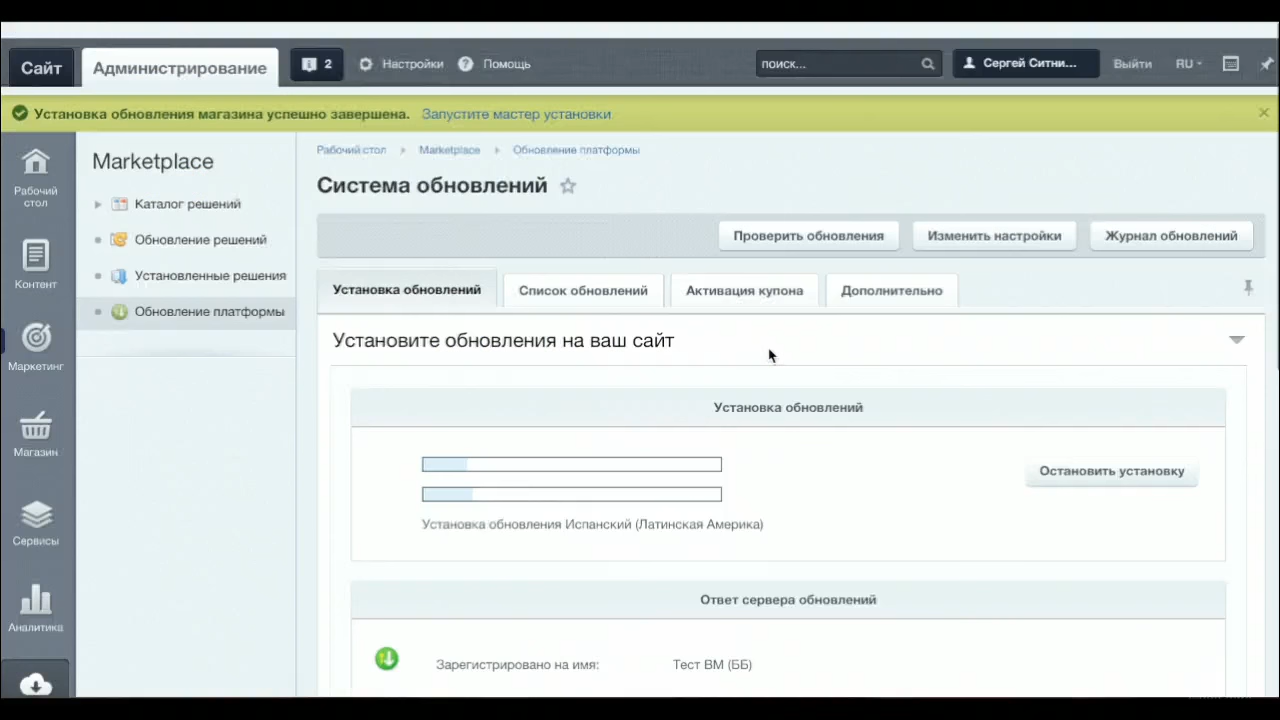 Сайт
Администрирование
2
Настройки
Помощь
поиск...
Сергей Ситни...
Выйти
RU
Установка обновления магазина успешно завершена. Запустите мастер установки
Рабочий стол
Контент
Маркетинг
Магазин
Сервисы
Аналитика
Marketplace
Каталог решений
Обновление решений
Установленные решения
Обновление платформы
Рабочий стол
Marketplace
Обновление платформы
Система обновлений
Проверить обновления
Изменить настройки
Журнал обновлений
Установка обновлений
Список обновлений
Активация купона
Дополнительно
Установите обновления на ваш сайт
Установка обновлений
Остановить установку
Установка обновления Испанский (Латинская Америка)
Ответ сервера обновлений
Зарегистрировано на имя: Тест ВМ (ББ)